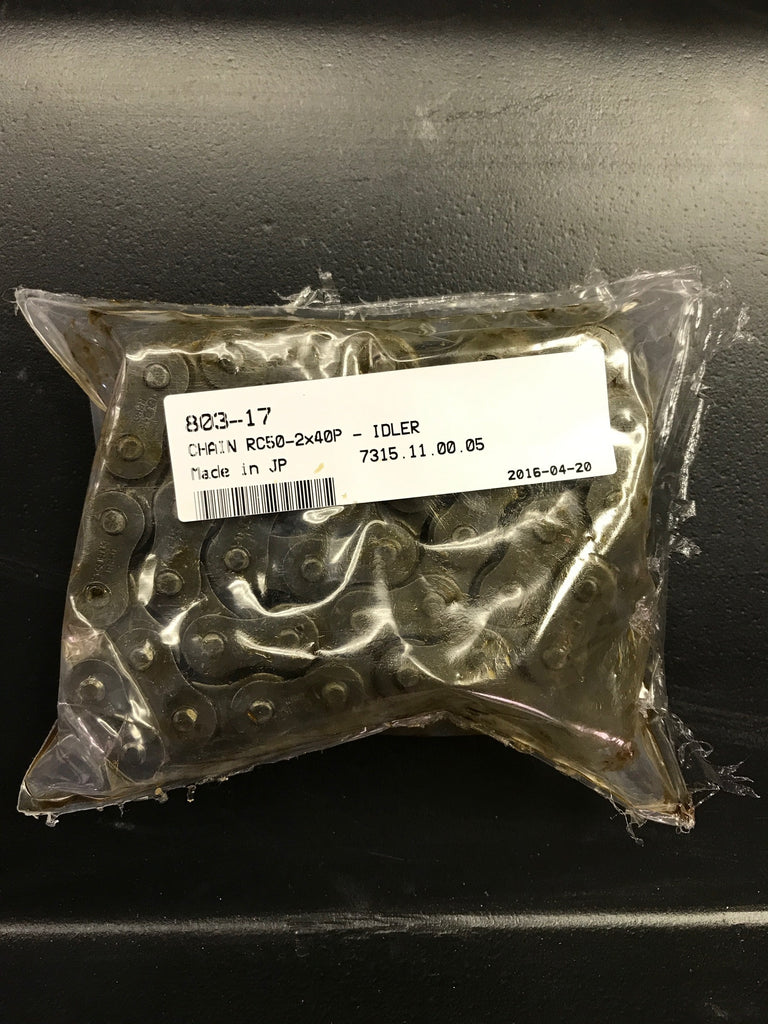 803-17
CHAIN RC50-2x40P - IDLER
Made in JP 7315.11.00.05
2016-04-20